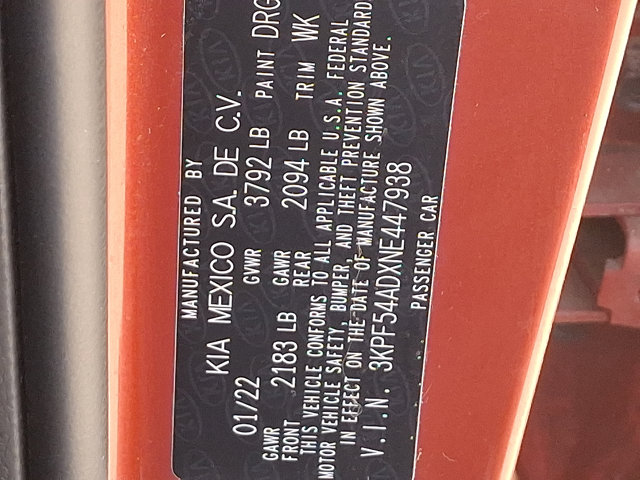 MANUFACTURED BY
KIA MEXICO S.A. DE C.V.
01/22 GVWR 3792 LB PAINT DRG
GAWR FRONT 2183 LB GAWR REAR 2094 LB TRIM WK
THIS VEHICLE CONFORMS TO ALL APPLICABLE U.S.A. FEDERAL
MOTOR VEHICLE SAFETY, BUMPER, AND THEFT PREVENTION STANDARD
IN EFFECT ON THE DATE OF MANUFACTURE SHOWN ABOVE.
V.I.N. 3KPF54ADXNE447938
PASSENGER CAR